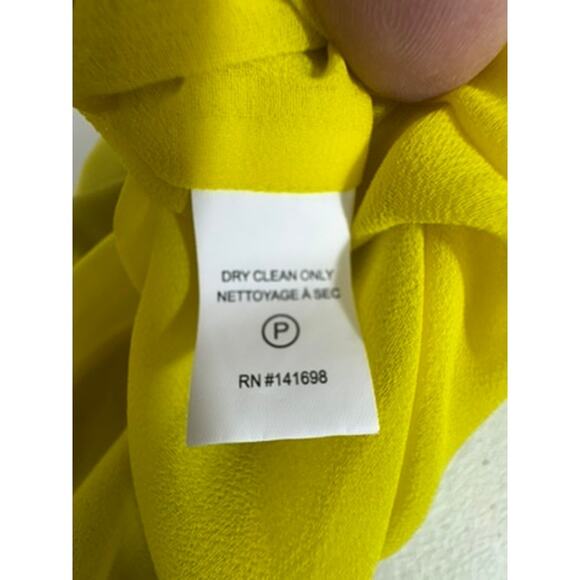 DRY CLEAN ONLY
NETTOYAGE À SEC
P
RN #141698